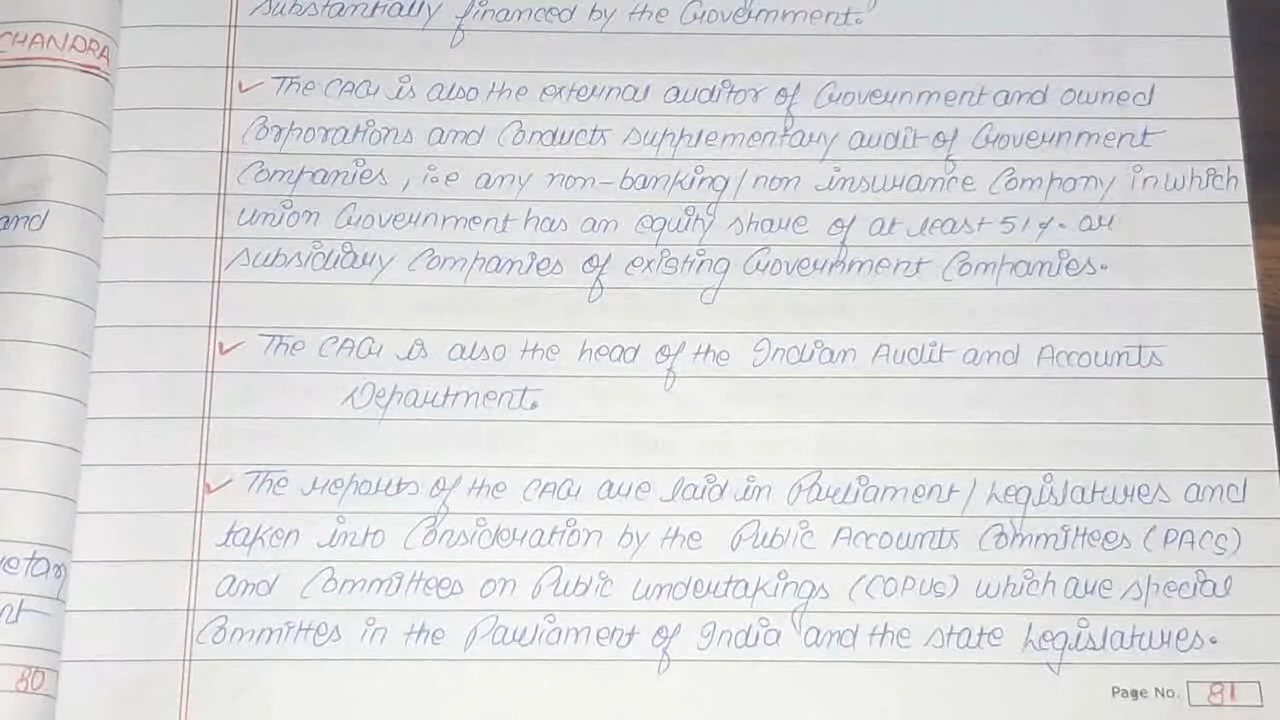 substantially financed by the Government."
CHANDRA
✓ The CAG is also the external auditor of Government and owned
Corporations and Conducts supplementary audit of Government
Companies, i.e any non-banking/non insurance Company in which
union Government has an equity share of at least 51%. or
subsidiary Companies of existing Government Companies.
✓ The CAG is also the head of the Indian Audit and Accounts
Department.
✓ The reports of the CAG are laid in Parliament/Legislatures and
taken into Consideration by the Public Accounts Committees (PACs)
and Committees on Public undertakings (COPUs) which are special
Committes in the Parliament of India and the state Legislatures.
and
80
Page No. 81